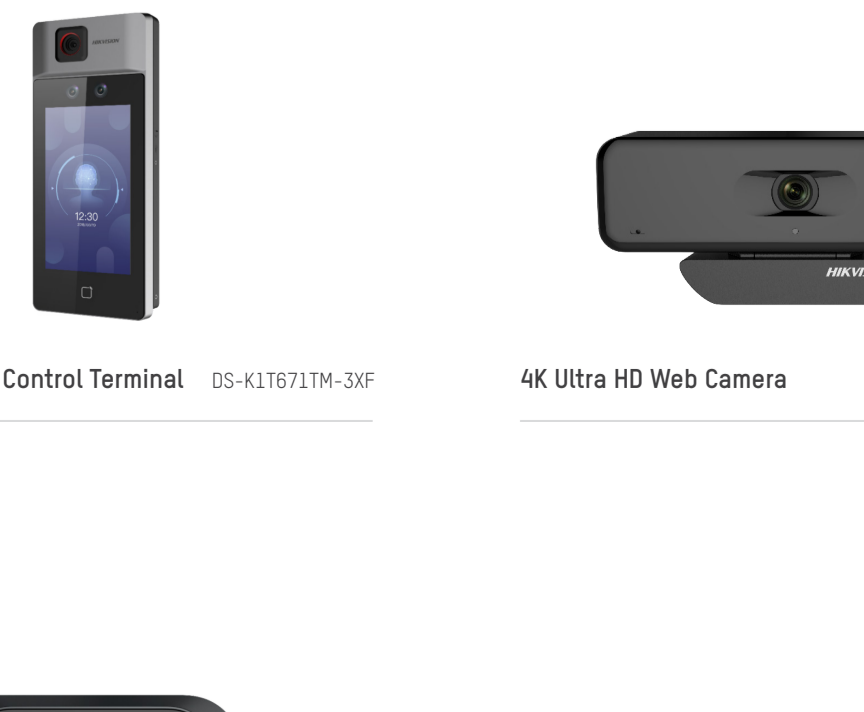 HIKVISION
12:30
HIKVI
Control Terminal DS-K1T671TM-3XF
4K Ultra HD Web Camera